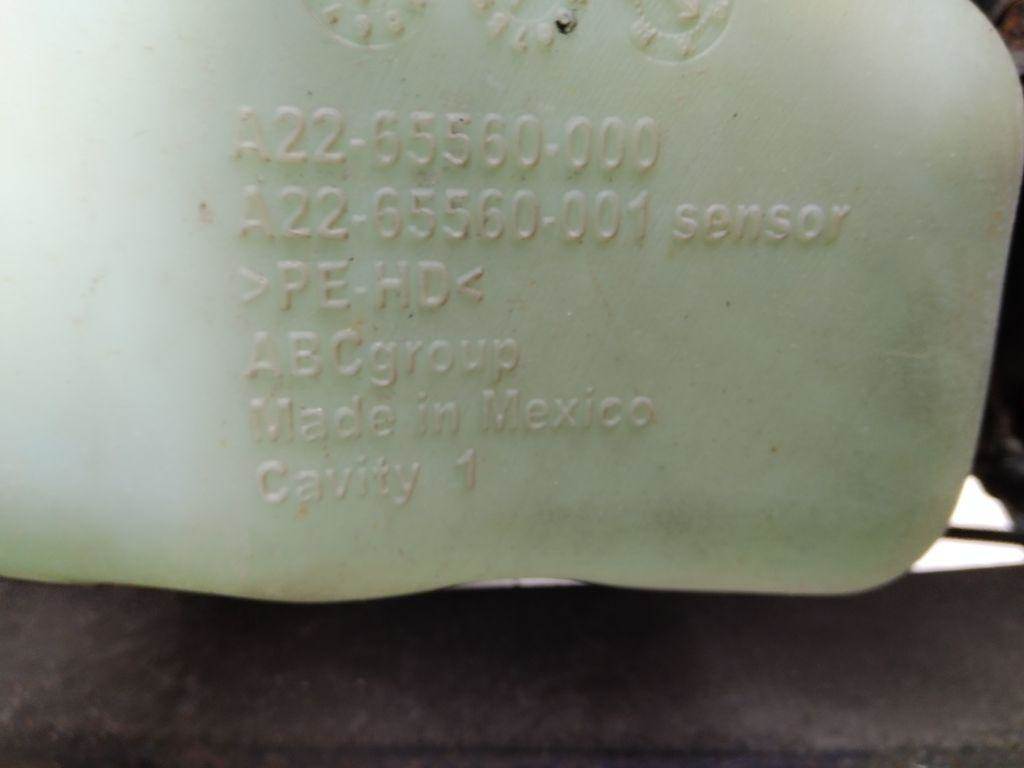 A22-65560-000
A22-65560-001 sensor
>PE-HD<
ABCgroup
Made in Mexico
Cavity 1